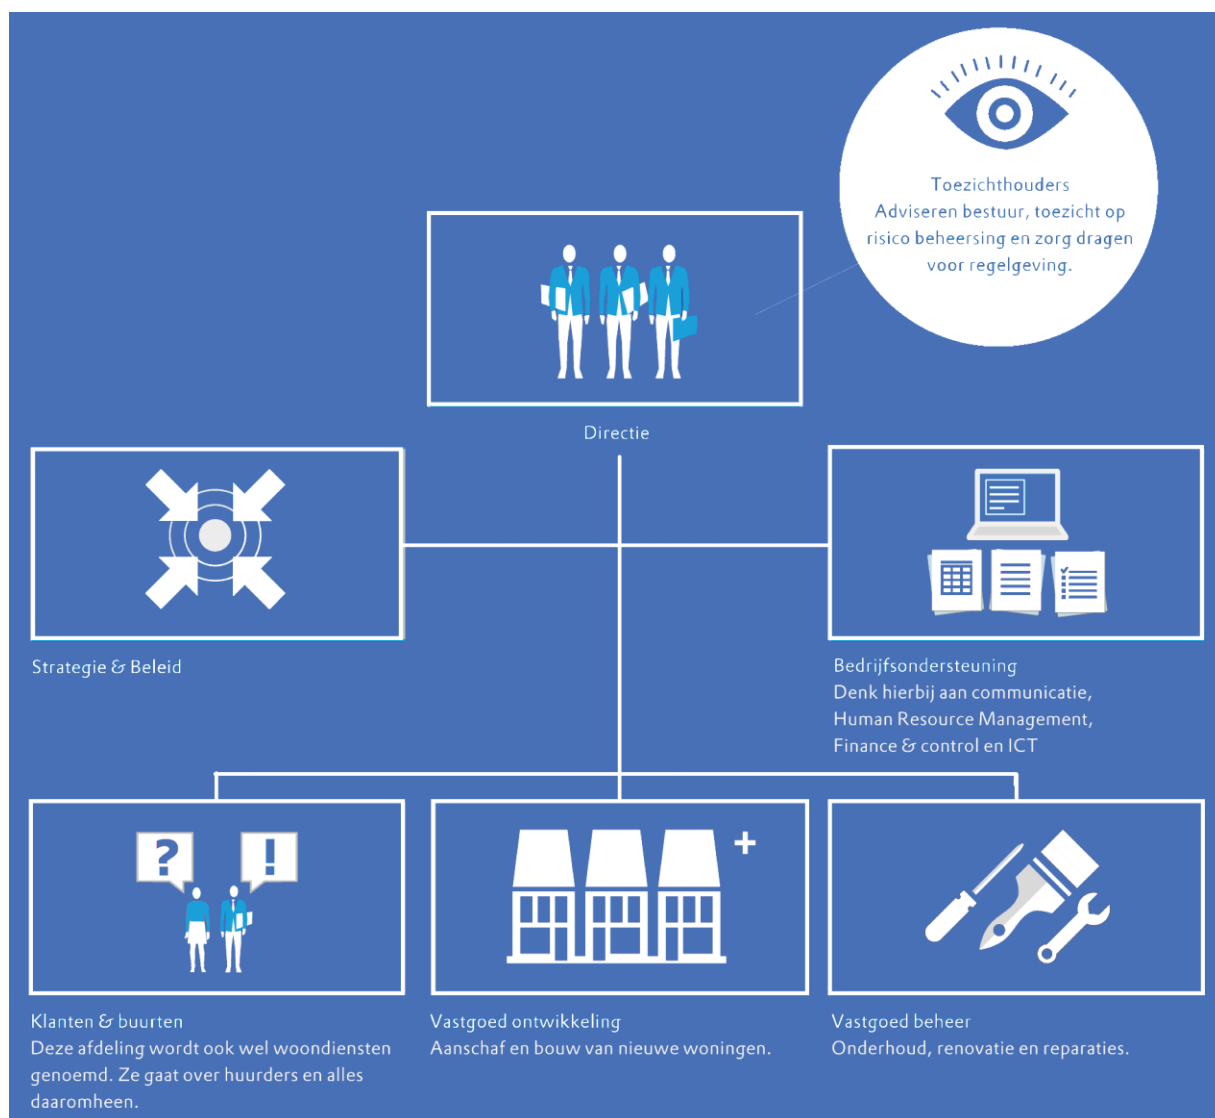 Toezichthouders
Adviseren bestuur, toezicht op
risico beheersing en zorg dragen
voor regelgeving.
Directie
Strategie & Beleid
Bedrijfsondersteuning
Denk hierbij aan communicatie,
Human Resource Management,
Finance & control en ICT
?
!
+
Klanten & buurten
Deze afdeling wordt ook wel woondiensten
genoemd. Ze gaat over huurders en alles
daaromheen.
Vastgoed ontwikkeling
Aanschaf en bouw van nieuwe woningen.
Vastgoed beheer
Onderhoud, renovatie en reparaties.